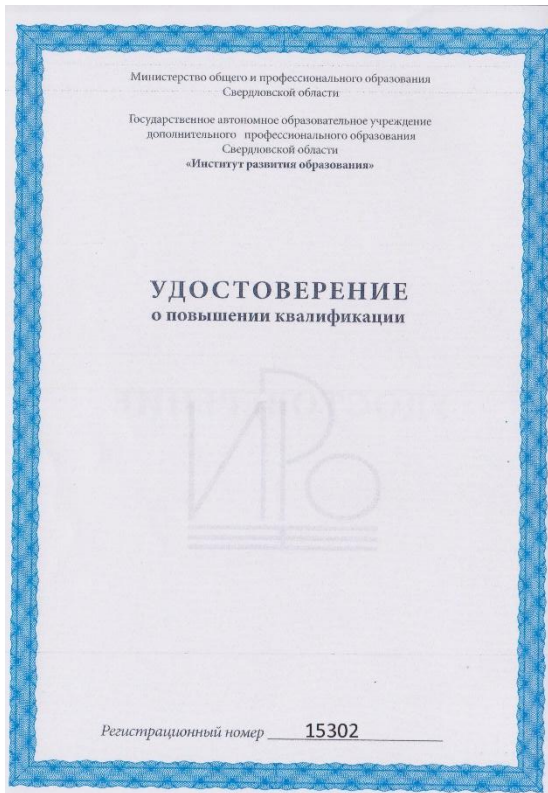 Министерство общего и профессионального образования
Свердловской области
Государственное автономное образовательное учреждение
дополнительного профессионального образования
Свердловской области
«Институт развития образования»
УДОСТОВЕРЕНИЕ
о повышении квалификации
ИРО
Регистрационный номер 15302